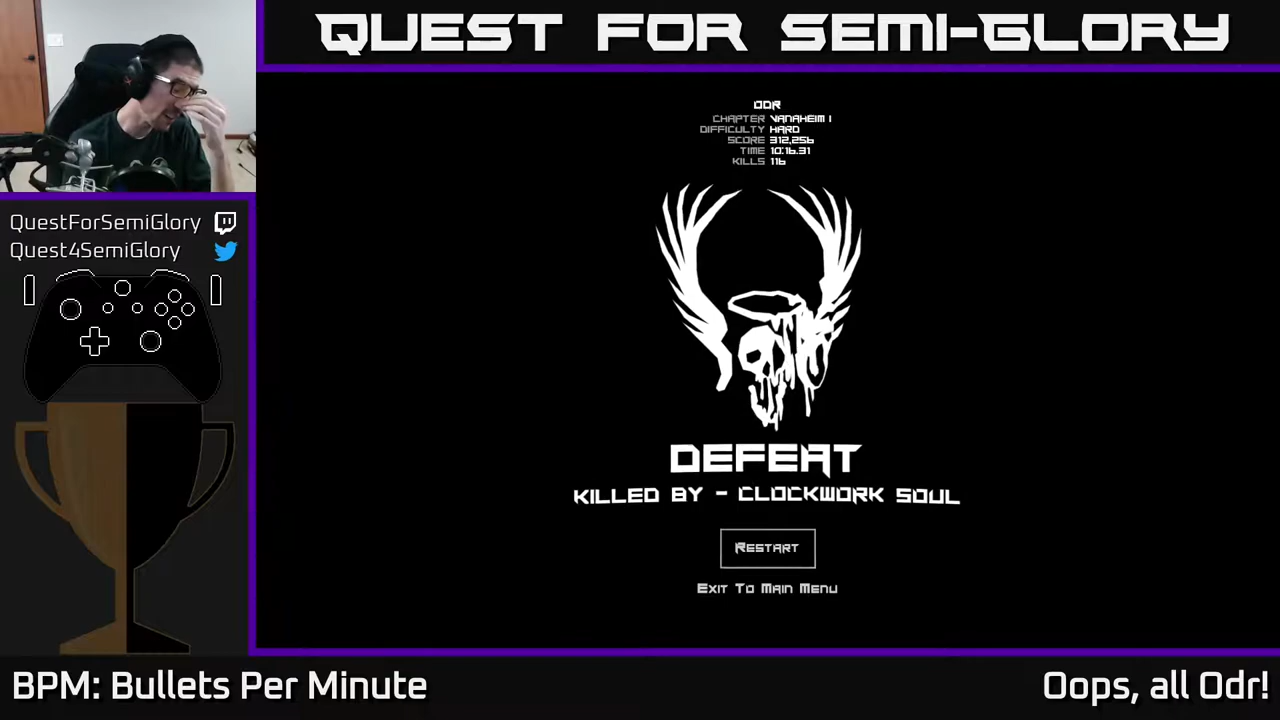 QUEST FOR SEMI-GLORY
QuestForSemiGlory
Quest4SemiGlory
ODR
CHAPTER VANAHEIM I
DIFFICULTY HARD
SCORE 312,256
TIME 10:16.31
KILLS 116
DEFEAT
KILLED BY - CLOCKWORK SOUL
RESTART
EXIT TO MAIN MENU
BPM: Bullets Per Minute
Oops, all Odr!